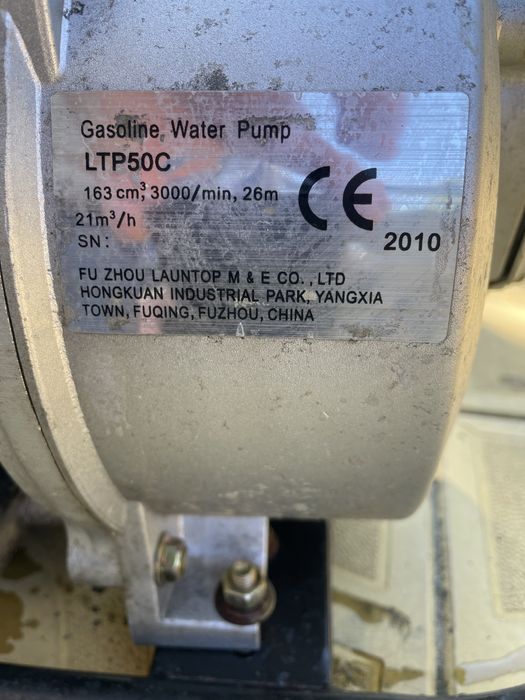 Gasoline Water Pump
LTP50C
163 cm³, 3000/min, 26m
21m³/h
CE
2010
SN:
FU ZHOU LAUNTOP M & E CO., LTD
HONGKUAN INDUSTRIAL PARK, YANGXIA
TOWN, FUQING, FUZHOU, CHINA
A